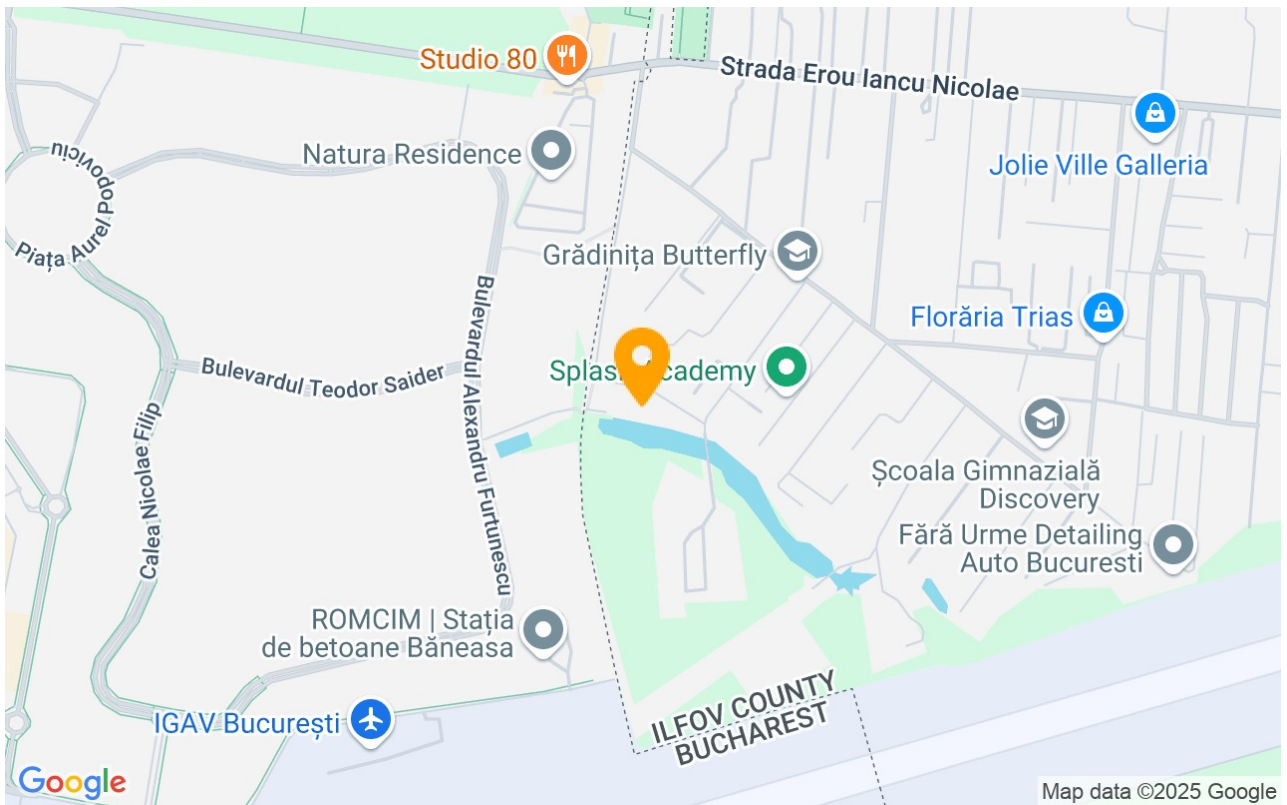 Studio 80
Strada Erou Iancu Nicolae
Natura Residence
Jolie Ville Galleria
Piața Aurel Popoviciu
Grădinița Butterfly
Florăria Trias
Bulevardul Teodor Saider
Bulevardul Alexandru Furtunescu
Splash Academy
Calea Nicolae Filip
Școala Gimnazială
Discovery
Fără Urme Detailing
Auto Bucuresti
ROMCIM | Stația
de betoane Băneasa
IGAV București
ILFOV COUNTY
BUCHAREST
Google
Map data ©2025 Google